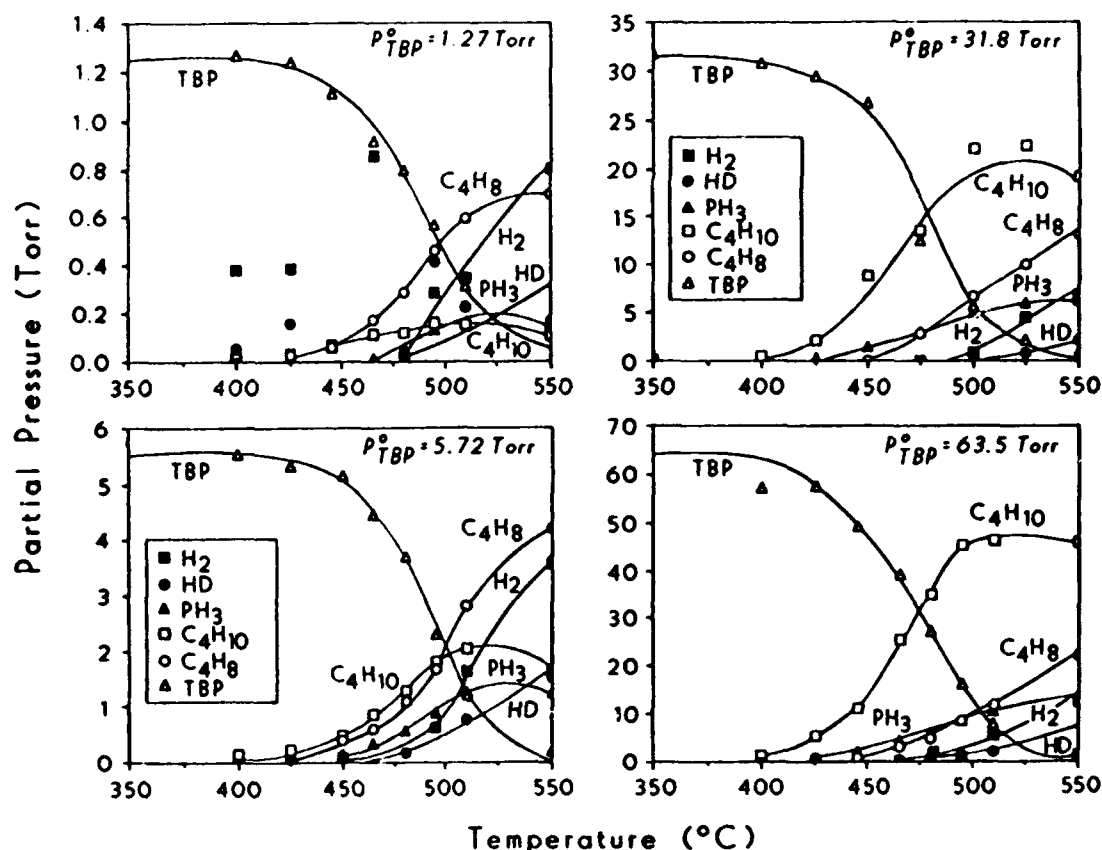 P°TBP = 1.27 Torr
1.4
1.2
1.0
0.8
0.6
0.4
0.2
0.0
TBP
C4H8
H2
PH3
HD
C4H10
350
400
450
500
550
P°TBP = 31.8 Torr
35
30
25
20
15
10
5
0
TBP
H2
HD
PH3
C4H10
C4H8
TBP
C4H10
C4H8
PH3
H2
HD
350
400
450
500
550
Partial Pressure (Torr)
P°TBP = 5.72 Torr
6
5
4
3
2
1
0
TBP
H2
HD
PH3
C4H10
C4H8
TBP
C4H8
H2
C4H10
PH3
HD
350
400
450
500
550
P°TBP = 63.5 Torr
70
60
50
40
30
20
10
0
TBP
C4H10
C4H8
PH3
H2
HD
350
400
450
500
550
Temperature (°C)